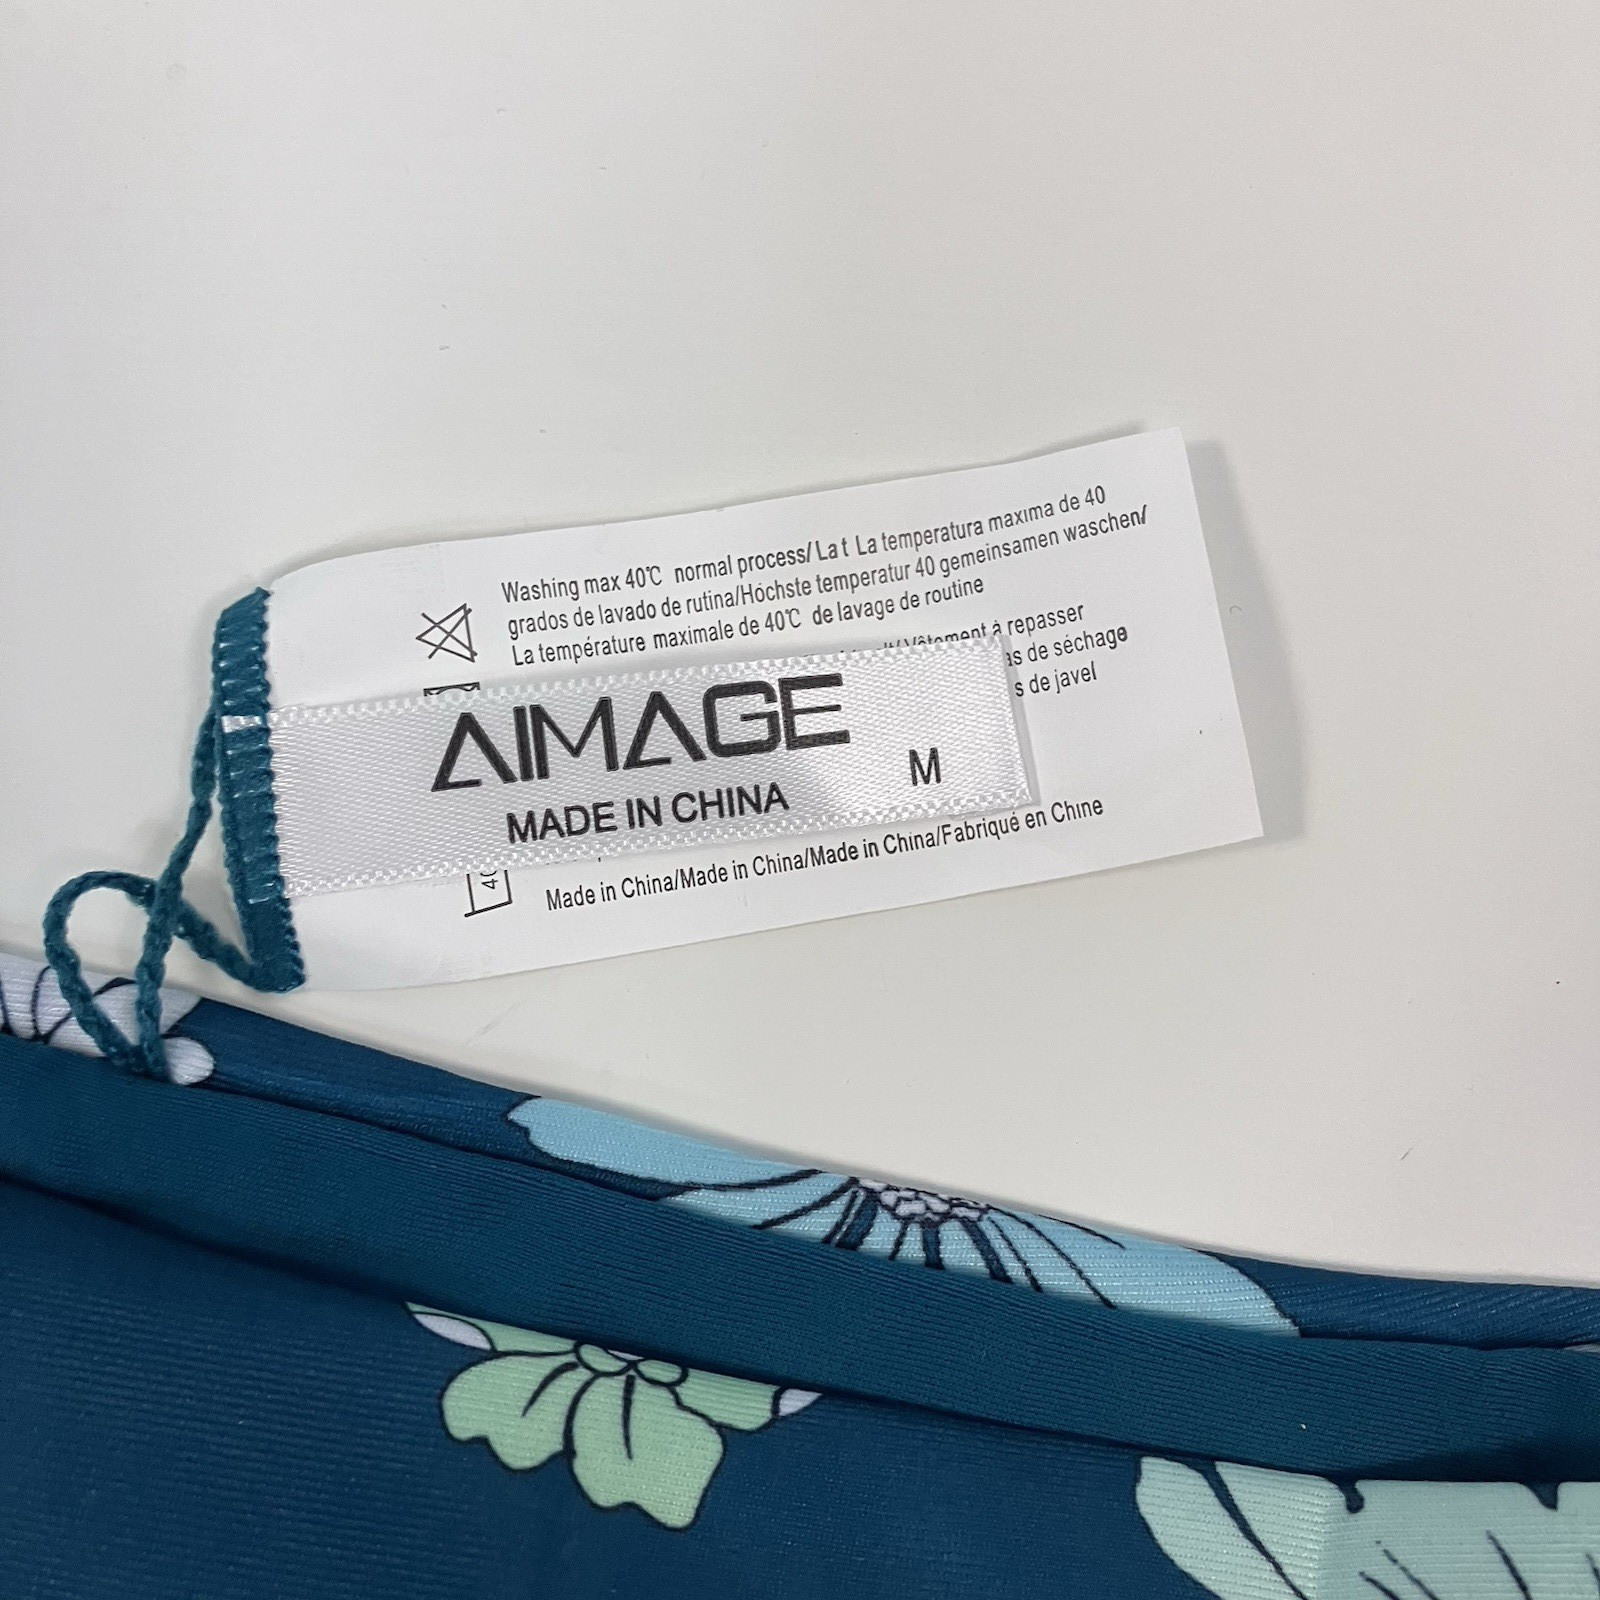 Washing max 40℃ normal process/ La t La temperatura maxima de 40
grados de lavado de rutina/Höchste temperatur 40 gemeinsamen waschen/
La température maximale de 40℃ de lavage de routine
Vêtement à repasser
de séchage
de javel
AIMAGE
M
MADE IN CHINA
Made in China/Made in China/Made in China/Fabriqué en Chine